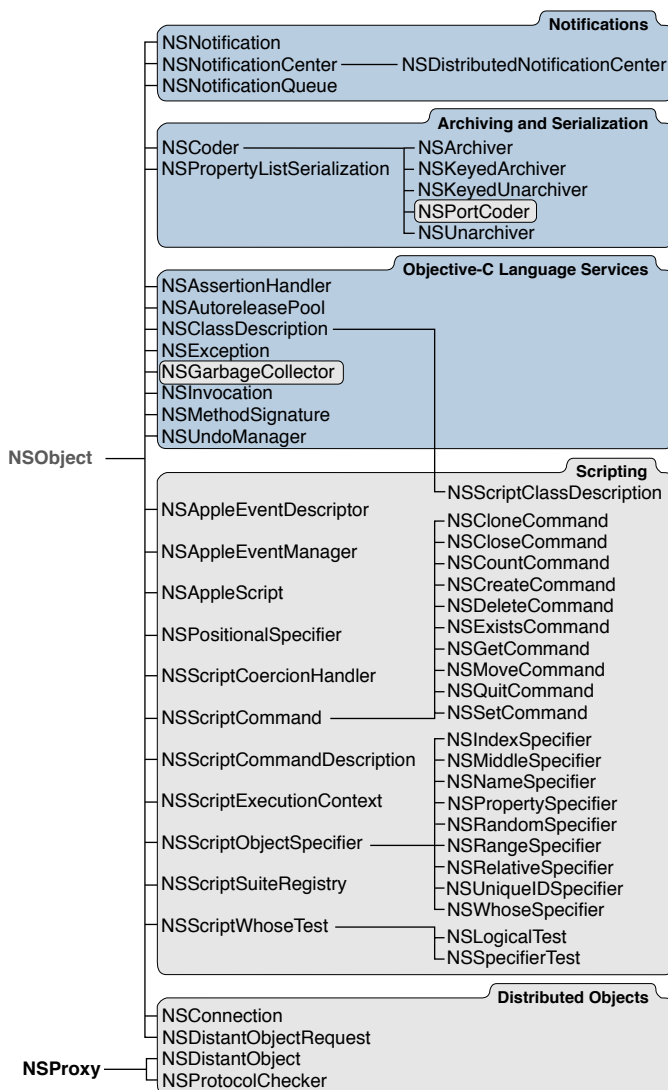 Notifications
NSNotification
NSNotificationCenter NSDistributedNotificationCenter
NSNotificationQueue
Archiving and Serialization
NSCoder
NSPropertyListSerialization
NSArchiver
NSKeyedArchiver
NSKeyedUnarchiver
NSPortCoder
NSUnarchiver
Objective-C Language Services
NSAssertionHandler
NSAutoreleasePool
NSClassDescription
NSException
NSGarbageCollector
NSInvocation
NSMethodSignature
NSUndoManager
NSObject
Scripting
NSScriptClassDescription
NSAppleEventDescriptor
NSAppleEventManager
NSAppleScript
NSPositionalSpecifier
NSScriptCoercionHandler
NSScriptCommand
NSScriptCommandDescription
NSScriptExecutionContext
NSScriptObjectSpecifier
NSScriptSuiteRegistry
NSScriptWhoseTest
NSCloneCommand
NSCloseCommand
NSCountCommand
NSCreateCommand
NSDeleteCommand
NSExistsCommand
NSGetCommand
NSMoveCommand
NSQuitCommand
NSSetCommand
NSIndexSpecifier
NSMiddleSpecifier
NSNameSpecifier
NSPropertySpecifier
NSRandomSpecifier
NSRangeSpecifier
NSRelativeSpecifier
NSUniqueIDSpecifier
NSWhoseSpecifier
NSLogicalTest
NSSpecifierTest
Distributed Objects
NSConnection
NSDistantObjectRequest
NSProxy
NSDistantObject
NSProtocolChecker